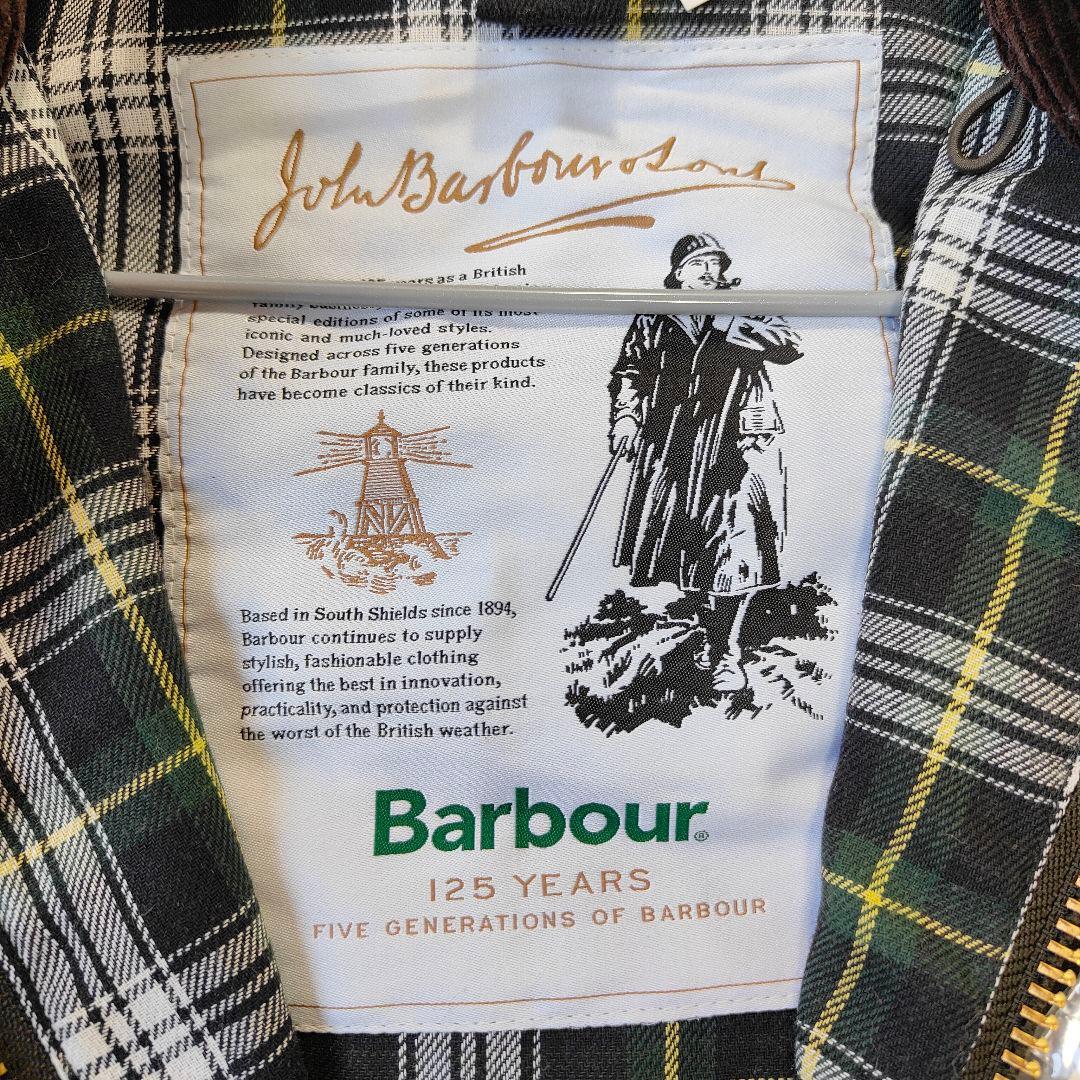 John Barbour & Sons
years as a British
family
special editions of some of its most
iconic and much-loved styles.
Designed across five generations
of the Barbour family, these products
have become classics of their kind.
Based in South Shields since 1894,
Barbour continues to supply
stylish, fashionable clothing
offering the best in innovation,
practicality, and protection against
the worst of the British weather.
Barbour®
125 YEARS
FIVE GENERATIONS OF BARBOUR